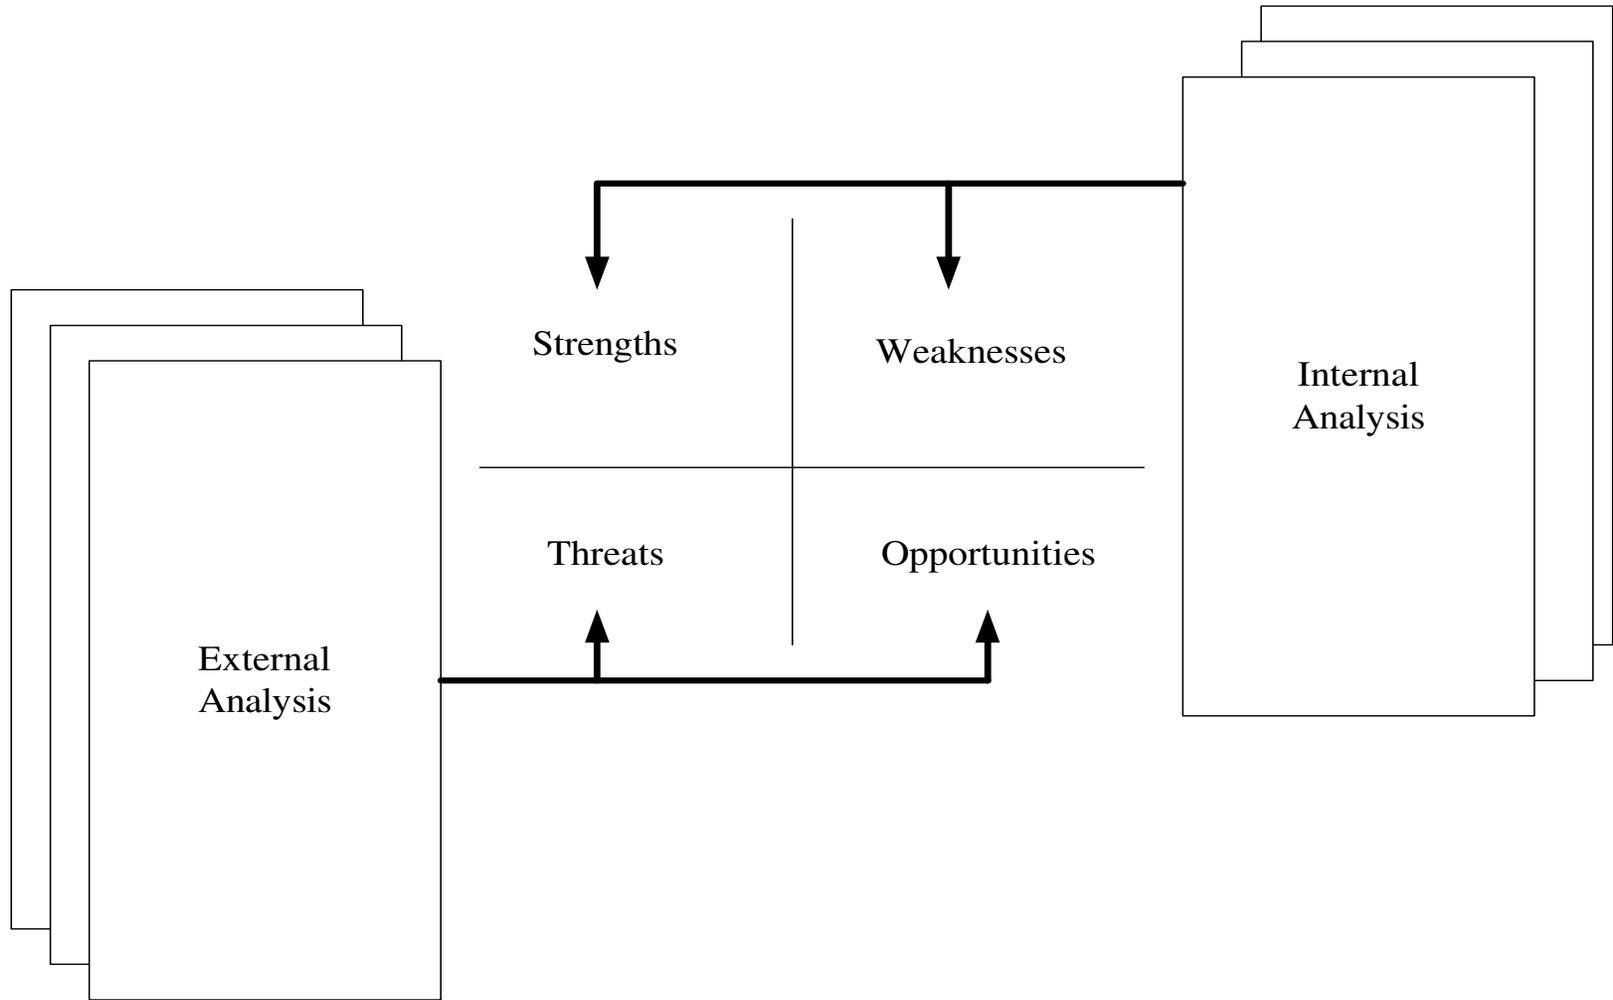 Strengths
Weaknesses
Internal
Analysis
Threats
Opportunities
External
Analysis